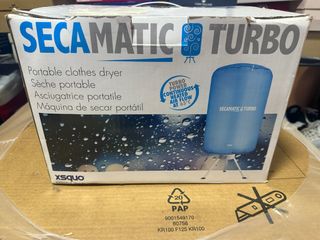 SECAMATIC TURBO
Portable clothes dryer
Sèche portable
Asciugatrice portatile
Máquina de secar portátil
TURBO
POWER
CONTINUOUS
HEATED
AIR FLOW
SECAMATIC TURBO
xsquo
20
PAP
9001549170
80756
KR100 F125 KR100